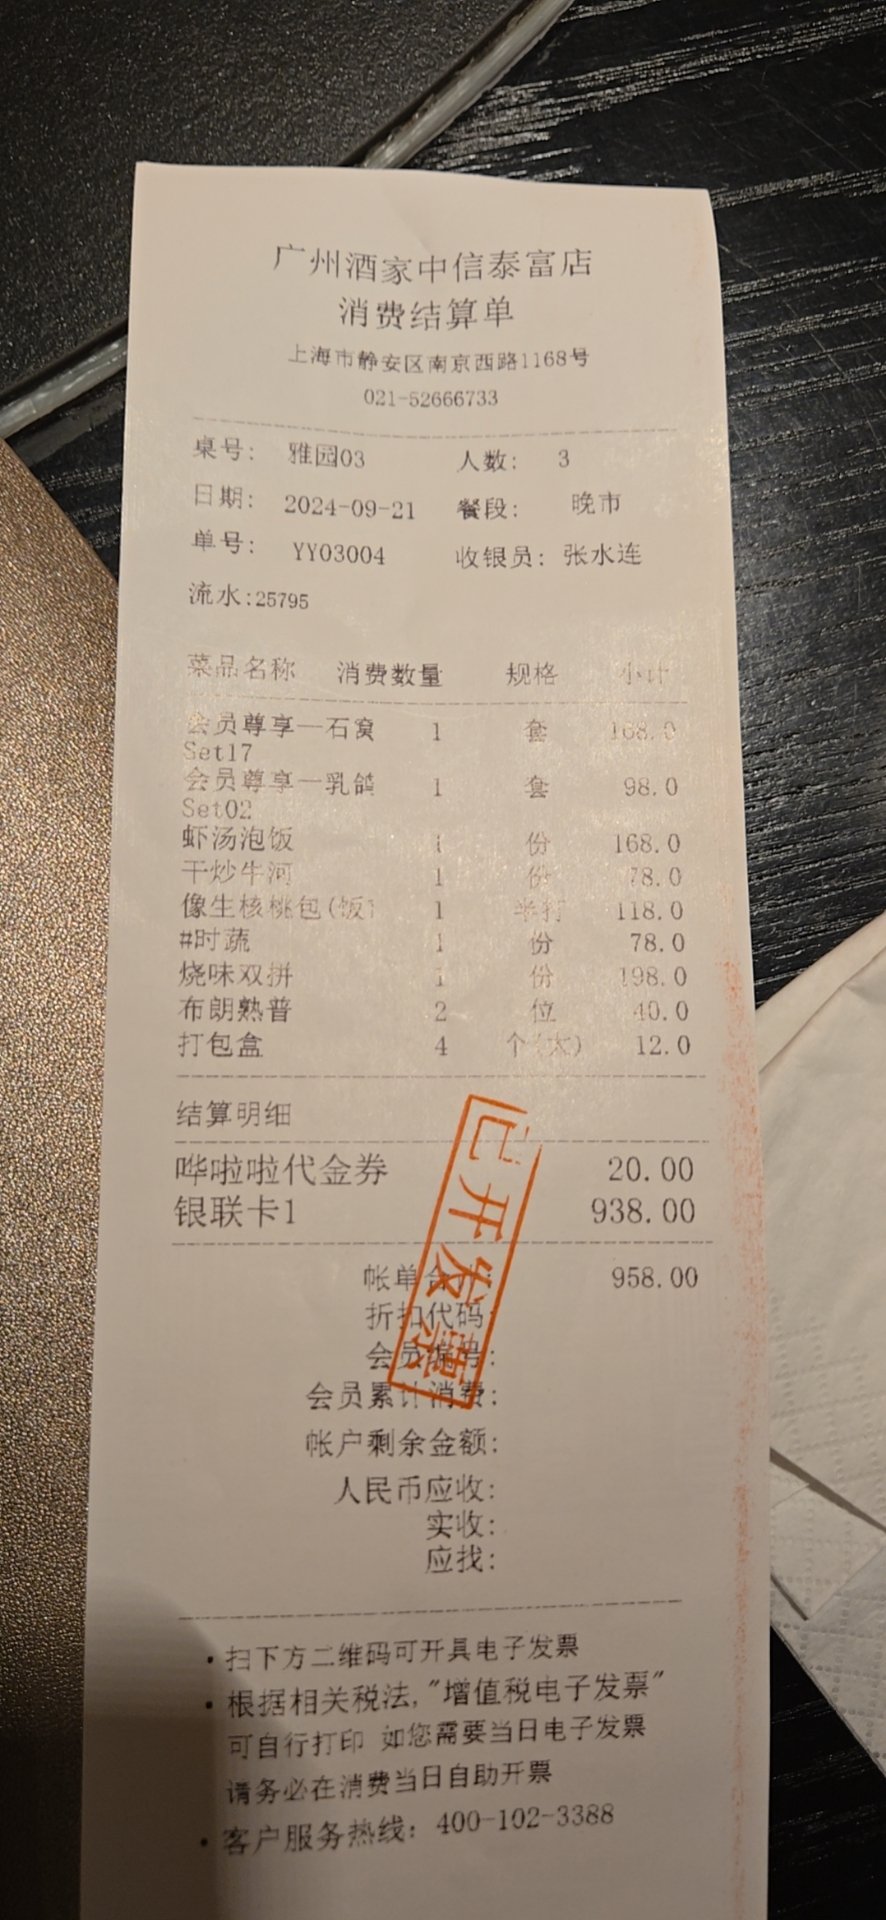 广州酒家中信泰富店
消费结算单
上海市静安区南京西路1168号
021-52666733
桌号: 雅园03 人数: 3
日期: 2024-09-21 餐段: 晚市
单号: YY03004 收银员: 张水连
流水:25795
菜品名称 消费数量 规格 小计
会员尊享—石窝 1 套 168.0
Set17
会员尊享—乳鸽 1 套 98.0
Set02
虾汤泡饭 1 份 168.0
干炒牛河 1 份 78.0
像生核桃包(饭) 1 半打 118.0
#时蔬 1 份 78.0
烧味双拼 1 份 198.0
布朗熟普 2 位 40.0
打包盒 4 个(大) 12.0
结算明细
哗啦啦代金券 20.00
银联卡1 938.00
已开发票
帐单合计: 958.00
折扣代码:
会员编号:
会员累计消费:
帐户剩余金额:
人民币应收:
实收:
应找:
·扫下方二维码可开具电子发票
·根据相关税法,"增值税电子发票"
可自行打印 如您需要当日电子发票
请务必在消费当日自助开票
·客户服务热线: 400-102-3388